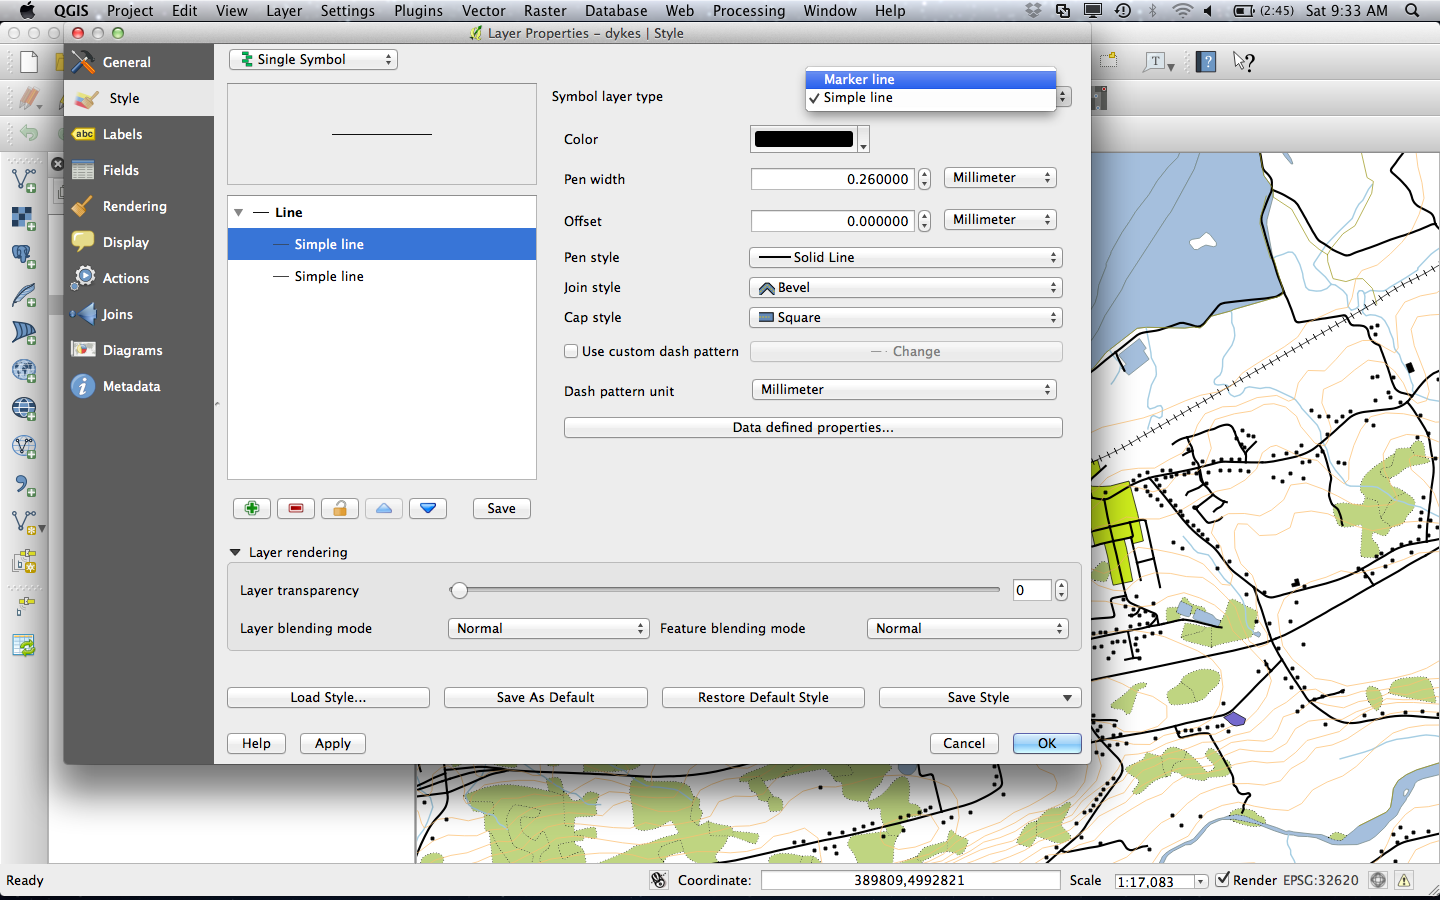 QGIS Project Edit View Layer Settings Plugins Vector Raster Database Web Processing Window Help (2:45) Sat 9:33 AM
Layer Properties – dykes | Style
General
Style
abc Labels
Fields
Rendering
Display
Actions
Joins
Diagrams
Metadata
Single Symbol
Line
Simple line
Simple line
Save
Symbol layer type
Marker line
✓ Simple line
Color
Pen width 0.260000 Millimeter
Offset 0.000000 Millimeter
Pen style Solid Line
Join style Bevel
Cap style Square
Use custom dash pattern Change
Dash pattern unit Millimeter
Data defined properties...
Layer rendering
Layer transparency 0
Layer blending mode Normal Feature blending mode Normal
Load Style... Save As Default Restore Default Style Save Style
Help Apply Cancel OK
T ? ?
Ready Coordinate: 389809,4992821 Scale 1:17,083 Render EPSG:32620